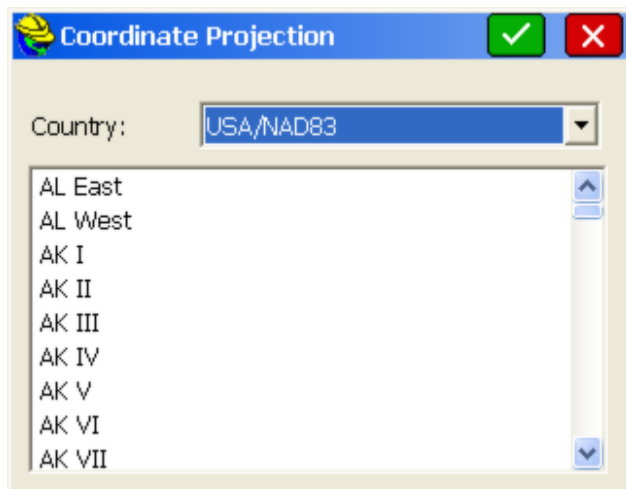 Coordinate Projection
Country: USA/NAD83
AL East
AL West
AK I
AK II
AK III
AK IV
AK V
AK VI
AK VII